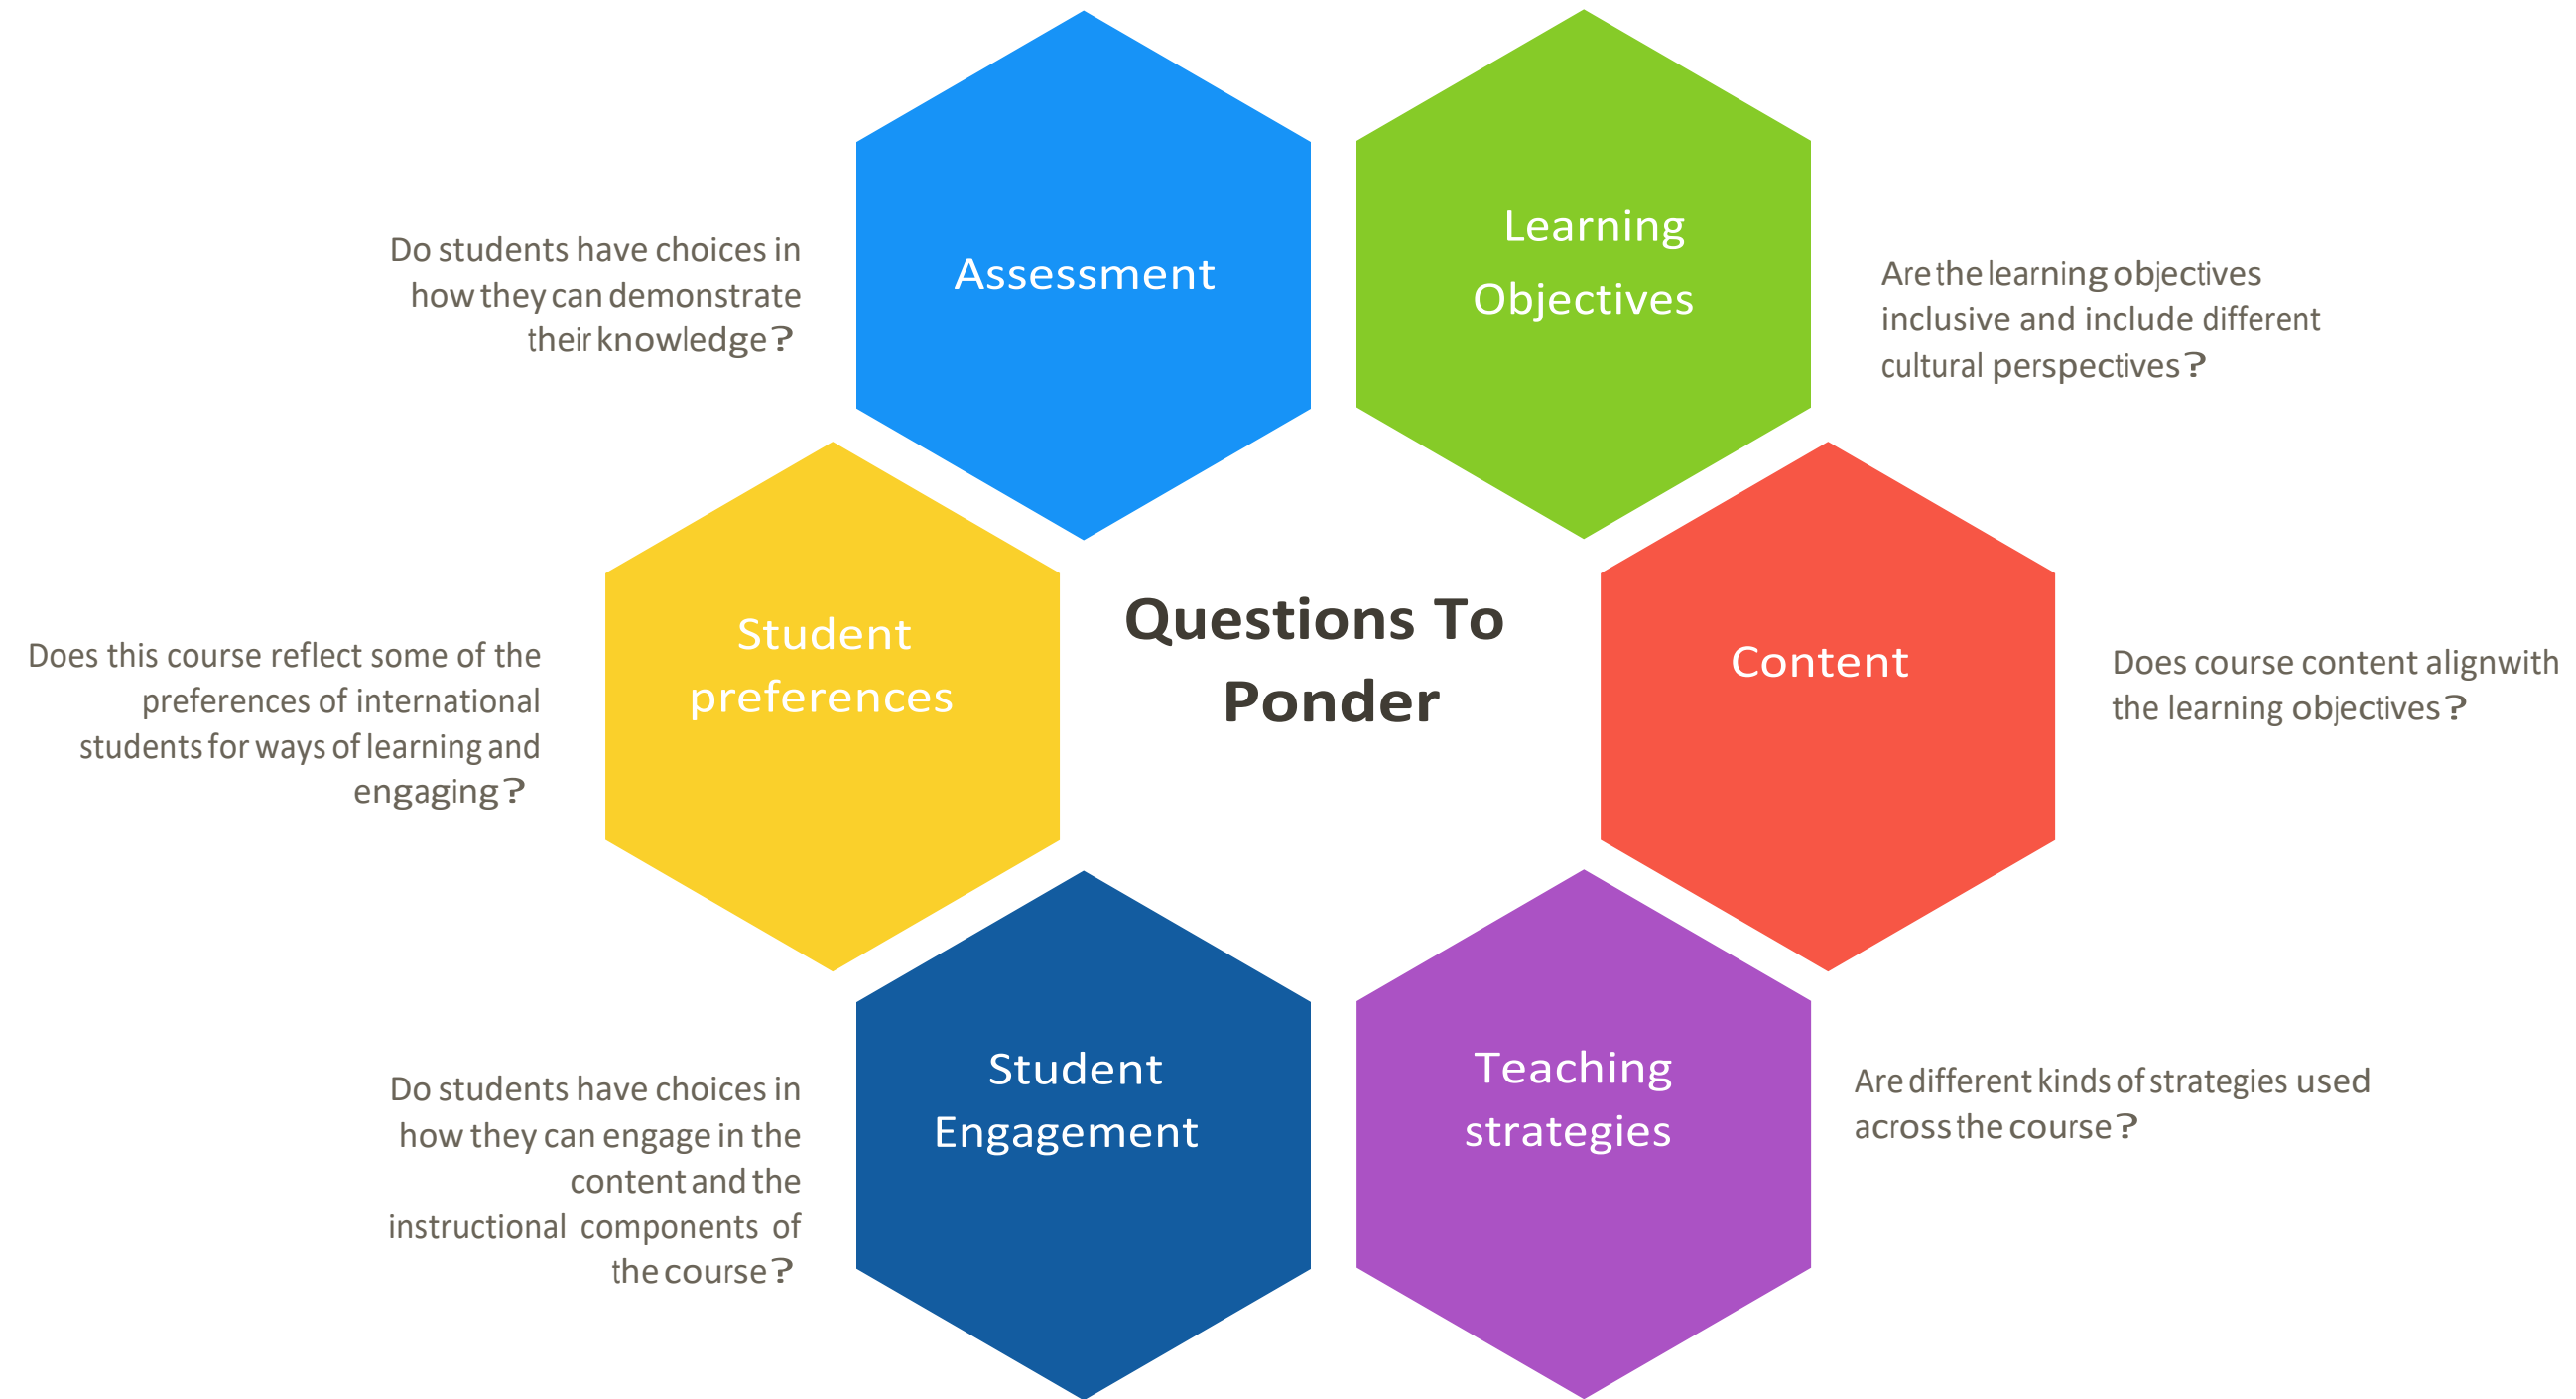 Assessment
Do students have choices in
how they can demonstrate
their knowledge?
Learning
Objectives
Are the learning objectives
inclusive and include different
cultural perspectives?
Student
preferences
Does this course reflect some of the
preferences of international
students for ways of learning and
engaging?
Questions To
Ponder
Content
Does course content alignwith
the learning objectives?
Student
Engagement
Do students have choices in
how they can engage in the
content and the
instructional components of
the course?
Teaching
strategies
Are different kinds of strategies used
across the course?